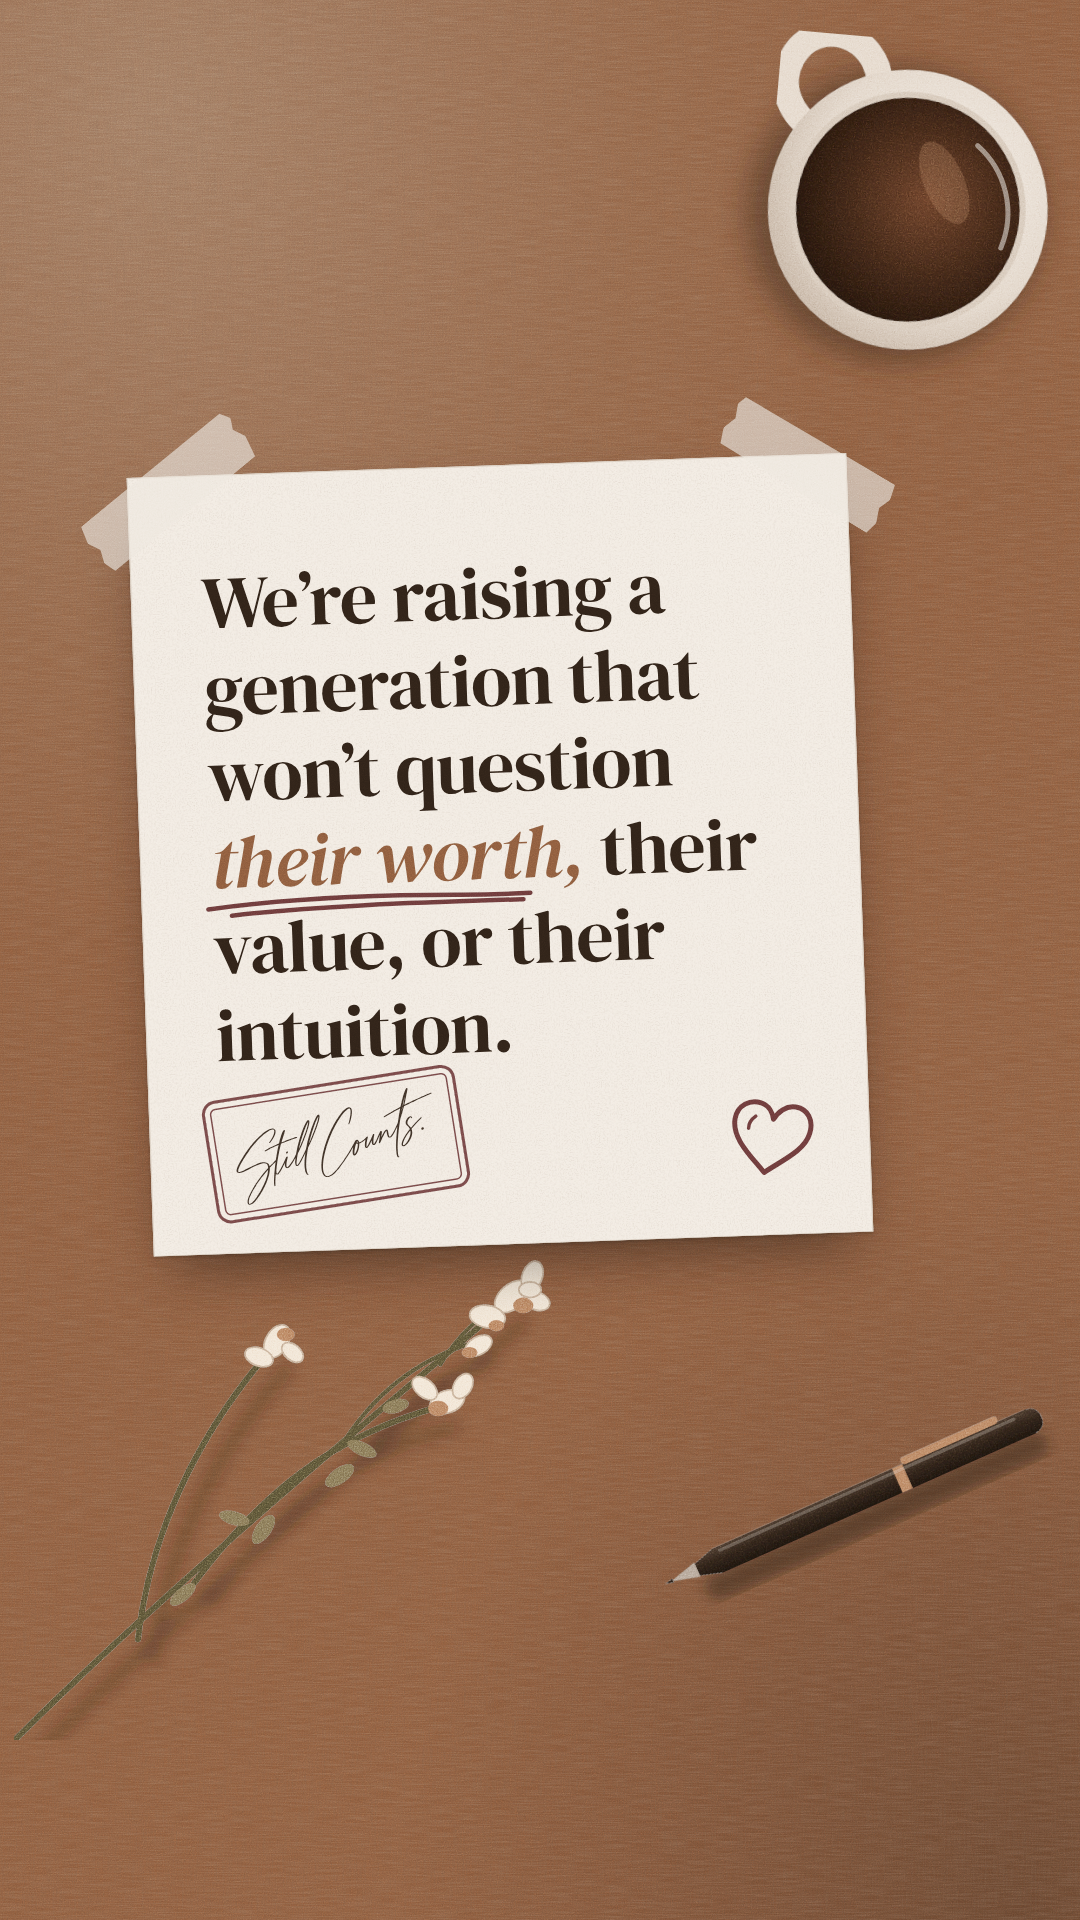 We’re raising a
generation that
won’t question
their worth, their
value, or their
intuition.
Still Counts.